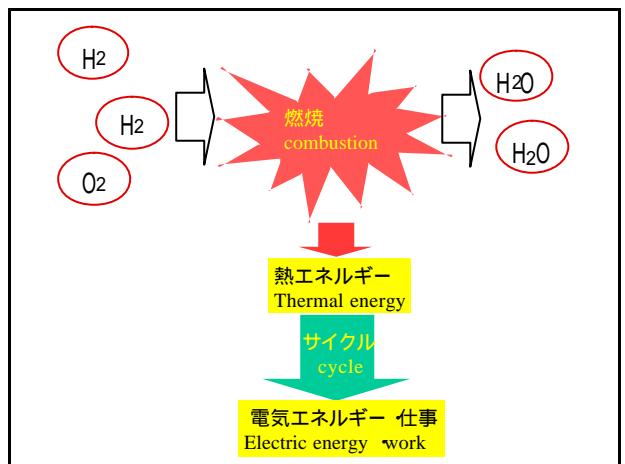 H2
H2
O2
燃焼
combustion
H2O
H2O
熱エネルギー
Thermal energy
サイクル
cycle
電気エネルギー・仕事
Electric energy ・work